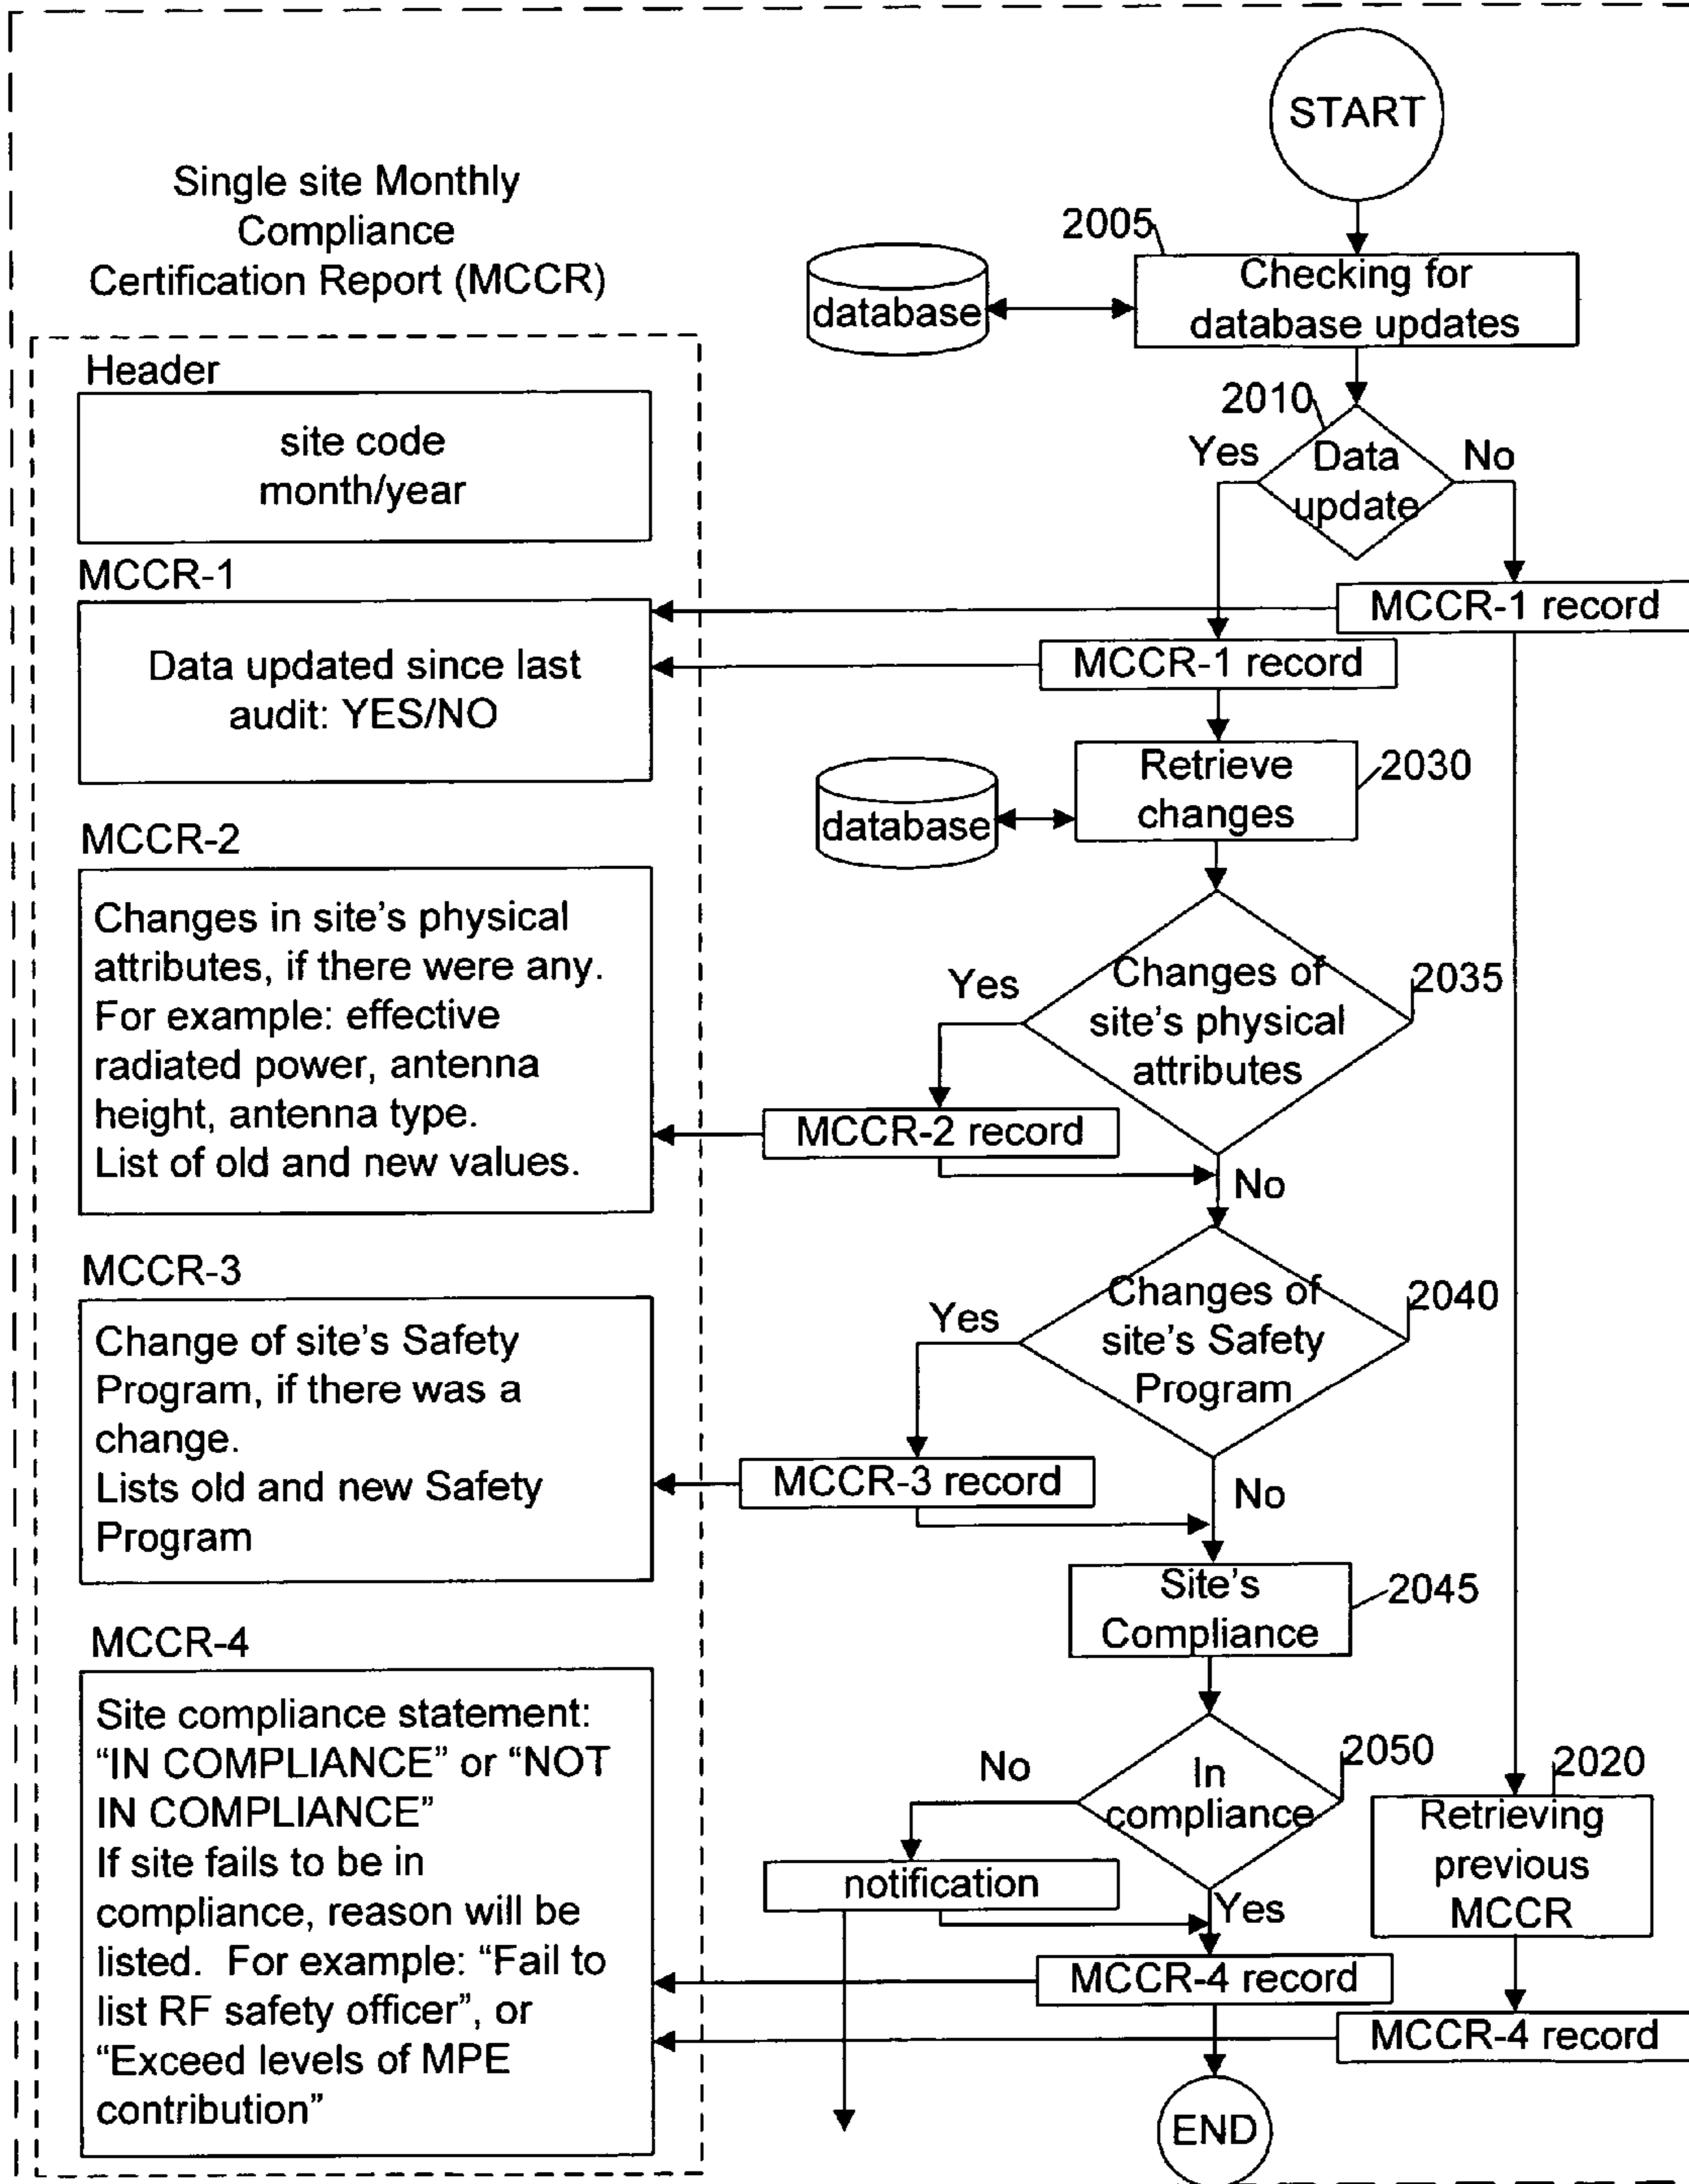 START
Single site Monthly
Compliance
Certification Report (MCCR)
2005
database
Checking for
database updates
Header
site code
month/year
2010
Yes
Data
update
No
MCCR-1
Data updated since last
audit: YES/NO
MCCR-1 record
MCCR-1 record
Retrieve
changes
2030
database
MCCR-2
Changes in site's physical
attributes, if there were any.
For example: effective
radiated power, antenna
height, antenna type.
List of old and new values.
Yes
Changes of
site's physical
attributes
2035
MCCR-2 record
No
MCCR-3
Change of site's Safety
Program, if there was a
change.
Lists old and new Safety
Program
Yes
Changes of
site's Safety
Program
2040
MCCR-3 record
No
Site's
Compliance
2045
MCCR-4
Site compliance statement:
“IN COMPLIANCE” or “NOT
IN COMPLIANCE”
If site fails to be in
compliance, reason will be
listed.  For example: “Fail to
list RF safety officer”, or
“Exceed levels of MPE
contribution”
No
In
compliance
2050
2020
Retrieving
previous
MCCR
notification
Yes
MCCR-4 record
MCCR-4 record
END